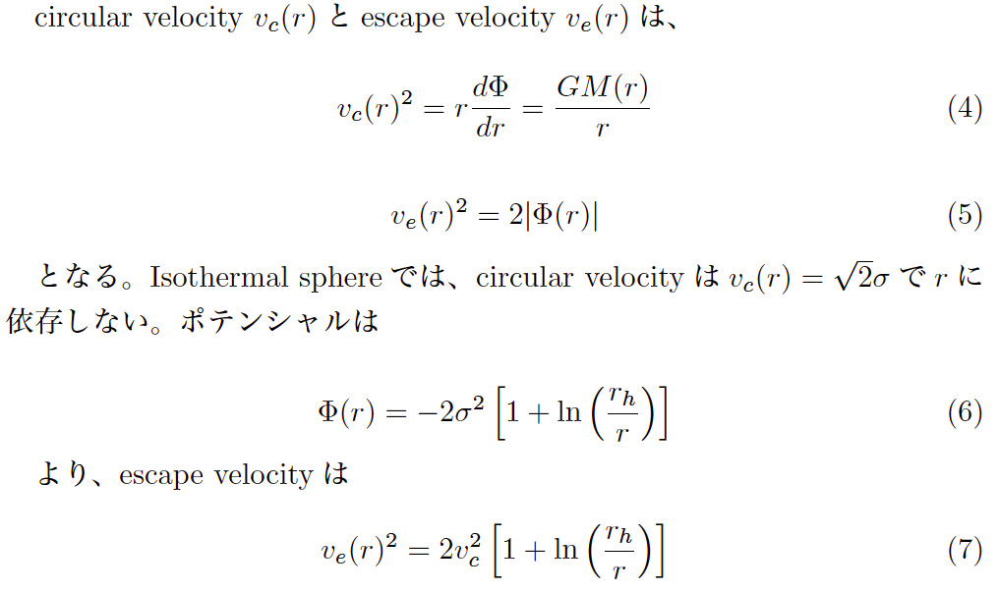 circular velocity $v_c(r)$ と escape velocity $v_e(r)$ は、
$$v_c(r)^2 = r\frac{d\Phi}{dr} = \frac{GM(r)}{r} \quad (4)$$
$$v_e(r)^2 = 2|\Phi(r)| \quad (5)$$
となる。Isothermal sphere では、circular velocity は $v_c(r) = \sqrt{2}\sigma$ で $r$ に
依存しない。ポテンシャルは
$$\Phi(r) = -2\sigma^2 \left[1 + \ln\left(\frac{r_h}{r}\right)\right] \quad (6)$$
より、escape velocity は
$$v_e(r)^2 = 2v_c^2 \left[1 + \ln\left(\frac{r_h}{r}\right)\right] \quad (7)$$